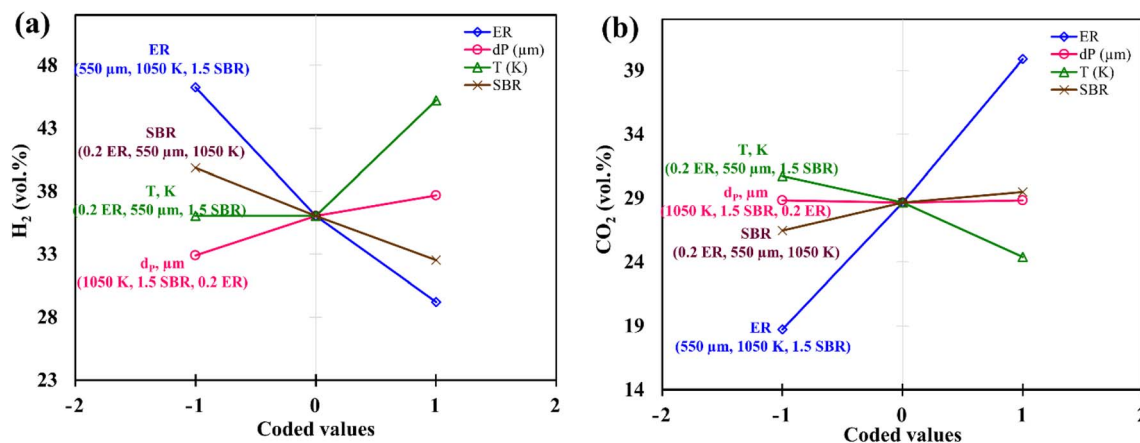 (a)
ER
(550 µm, 1050 K, 1.5 SBR)
SBR
(0.2 ER, 550 µm, 1050 K)
T, K
(0.2 ER, 550 µm, 1.5 SBR)
dP, µm
(1050 K, 1.5 SBR, 0.2 ER)
ER
dP (µm)
T (K)
SBR
H2 (vol.%)
48
43
38
33
28
23
-2
-1
0
1
2
Coded values
(b)
ER
dP (µm)
T (K)
SBR
T, K
(0.2 ER, 550 µm, 1.5 SBR)
dP, µm
(1050 K, 1.5 SBR, 0.2 ER)
SBR
(0.2 ER, 550 µm, 1050 K)
ER
(550 µm, 1050 K, 1.5 SBR)
CO2 (vol.%)
39
34
29
24
19
14
-2
-1
0
1
2
Coded values